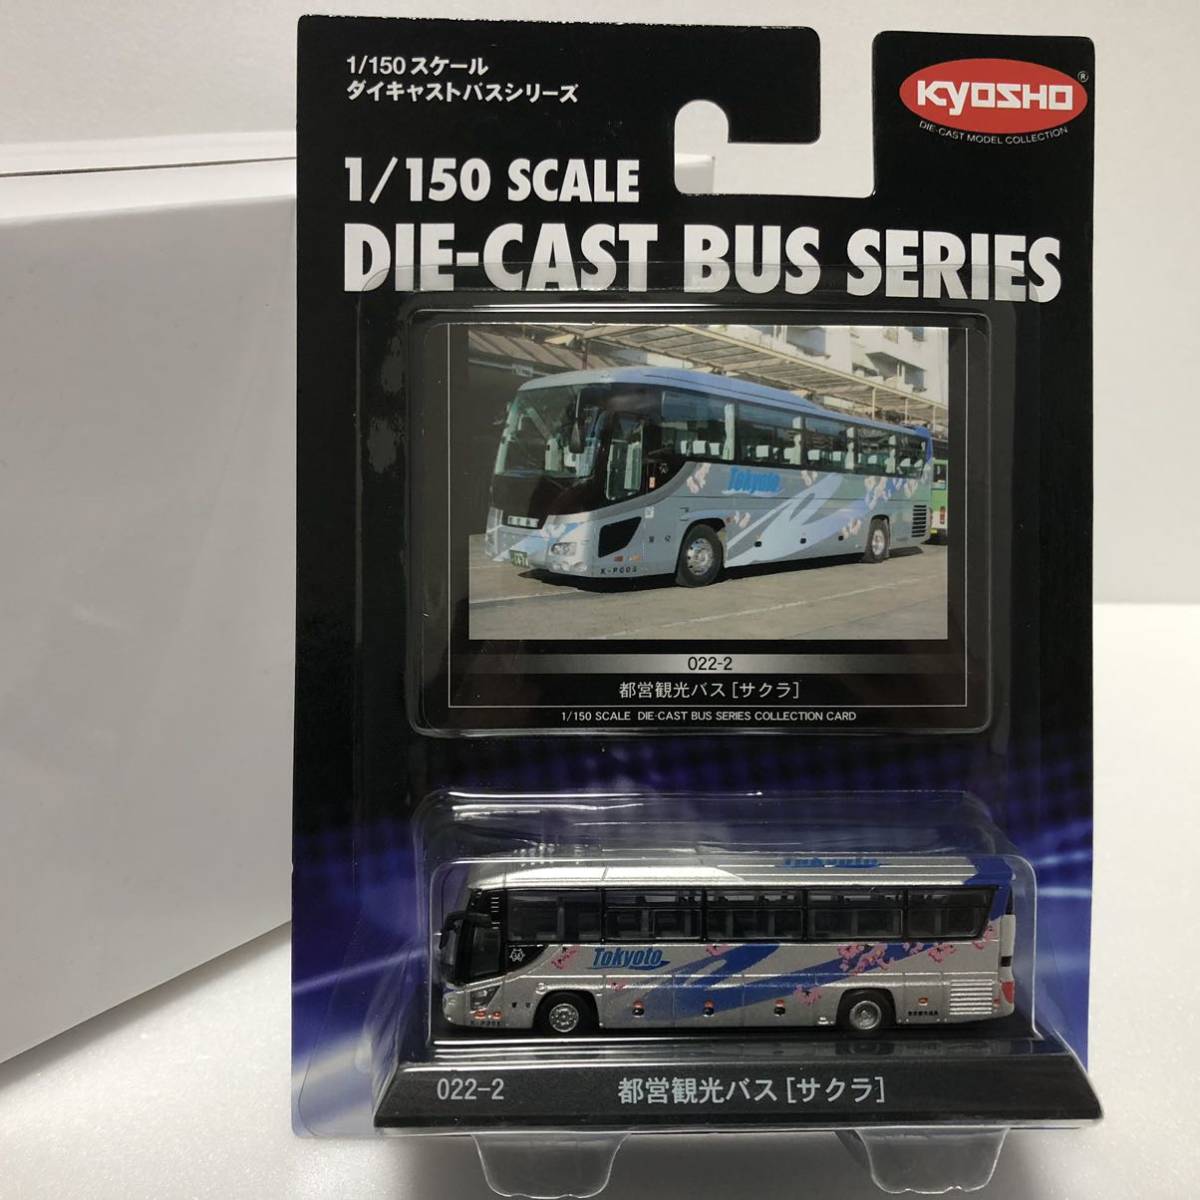 1/150 スケール
ダイキャストバスシリーズ
KYOSHO®
DIE-CAST MODEL COLLECTION
1/150 SCALE
DIE-CAST BUS SERIES
Tokyoto
022-2
都営観光バス［サクラ］
1/150 SCALE DIE-CAST BUS SERIES COLLECTION CARD
Tokyoto
Tokyoto
022-2
都営観光バス［サクラ］